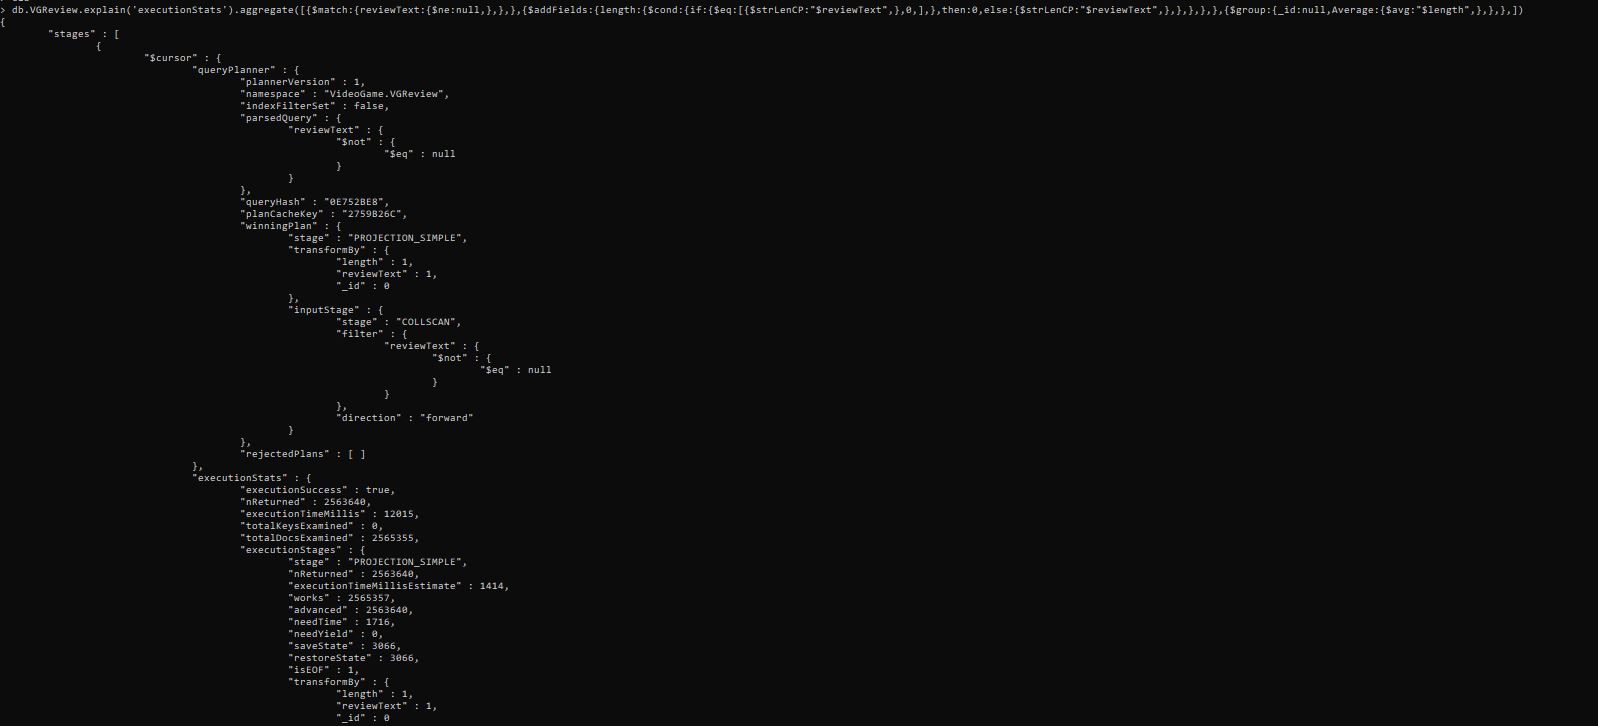 > db.VGReview.explain('executionStats').aggregate([{$match:{reviewText:{$ne:null,},},},{$addFields:{length:{$cond:{if:{$eq:[{$strLenCP:"$reviewText",},0,],},then:0,else:{$strLenCP:"$reviewText",},},},},},{$group:{_id:null,Average:{$avg:"$length",},},},])
{
"stages" : [
{
"$cursor" : {
"queryPlanner" : {
"plannerVersion" : 1,
"namespace" : "VideoGame.VGReview",
"indexFilterSet" : false,
"parsedQuery" : {
"reviewText" : {
"$not" : {
"$eq" : null
}
}
},
"queryHash" : "0E752BE8",
"planCacheKey" : "2759B26C",
"winningPlan" : {
"stage" : "PROJECTION_SIMPLE",
"transformBy" : {
"length" : 1,
"reviewText" : 1,
"_id" : 0
},
"inputStage" : {
"stage" : "COLLSCAN",
"filter" : {
"reviewText" : {
"$not" : {
"$eq" : null
}
}
},
"direction" : "forward"
}
},
"rejectedPlans" : [ ]
},
"executionStats" : {
"executionSuccess" : true,
"nReturned" : 2563640,
"executionTimeMillis" : 12015,
"totalKeysExamined" : 0,
"totalDocsExamined" : 2565355,
"executionStages" : {
"stage" : "PROJECTION_SIMPLE",
"nReturned" : 2563640,
"executionTimeMillisEstimate" : 1414,
"works" : 2565357,
"advanced" : 2563640,
"needTime" : 1716,
"needYield" : 0,
"saveState" : 3066,
"restoreState" : 3066,
"isEOF" : 1,
"transformBy" : {
"length" : 1,
"reviewText" : 1,
"_id" : 0